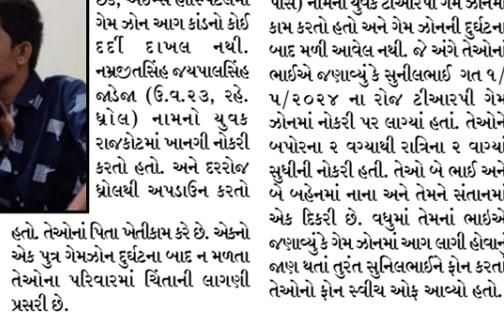 ગેમ ઝોન આગ કાંડનો કોઈ
દર્દી દાખલ નથી.
નમ્રજીતસિંહ જયપાલસિંહ
જાડેજા (ઉ.વ.૨૩, રહે.
ધ્રોલ) નામનો યુવક
રાજકોટમાં ખાનગી નોકરી
કરતો હતો. અને દરરોજ
ધ્રોલથી અપડાઉન કરતો
હતો. તેઓનાં પિતા ખેતીકામ કરે છે. એકનો
એક પુત્ર ગેમઝોન દુર્ઘટના બાદ ન મળતા
તેઓના પરિવારમાં ચિંતાની લાગણી
પ્રસરી છે.
નામનો યુવક ટીઆરપી ગેમ ઝોનમાં
કામ કરતો હતો અને ગેમ ઝોનની દુર્ઘટના
બાદ મળી આવેલ નથી. જે અંગે તેઓનાં
ભાઈએ જણાવ્યું કે સુનીલભાઈ ગત ૧/
૫/૨૦૨૪ ના રોજ ટીઆરપી ગેમ
ઝોનમાં નોકરી પર લાગ્યાં હતાં. તેઓને
બપોરના ૨ વગ્યાથી રાત્રિના ૨ વાગ્યાં
સુધીની નોકરી હતી. તેઓ બે ભાઈ અને
બે બહેનમાં નાના અને તેમને સંતાનમાં
એક દિકરી છે. વધુમાં તેમનાં ભાઇએ
જણાવ્યું કે ગેમ ઝોનમાં આગ લાગી હોવાની
જાણ થતાં તુરંત સુનિલભાઈને ફોન કરતાં
તેઓનો ફોન સ્વીચ ઓફ આવ્યો હતો.